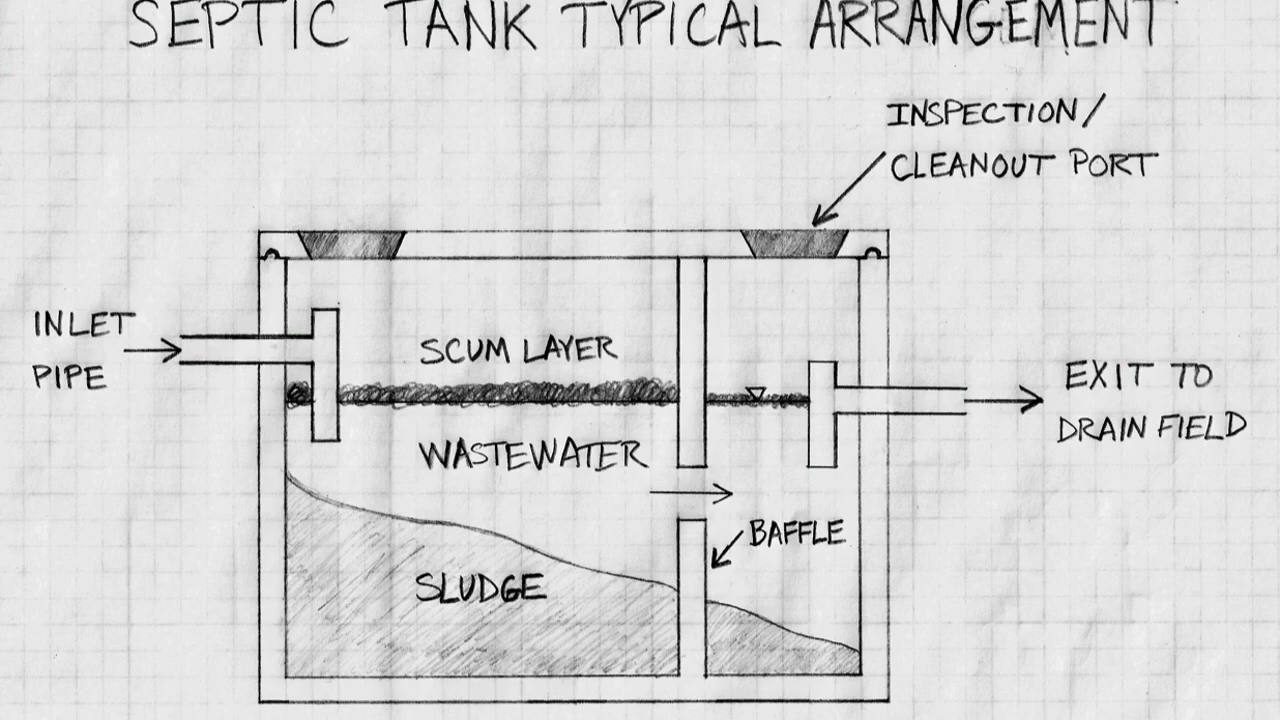 SEPTIC TANK TYPICAL ARRANGEMENT
INSPECTION/
CLEANOUT PORT
INLET
PIPE
SCUM LAYER
EXIT TO
DRAIN FIELD
WASTEWATER
BAFFLE
SLUDGE